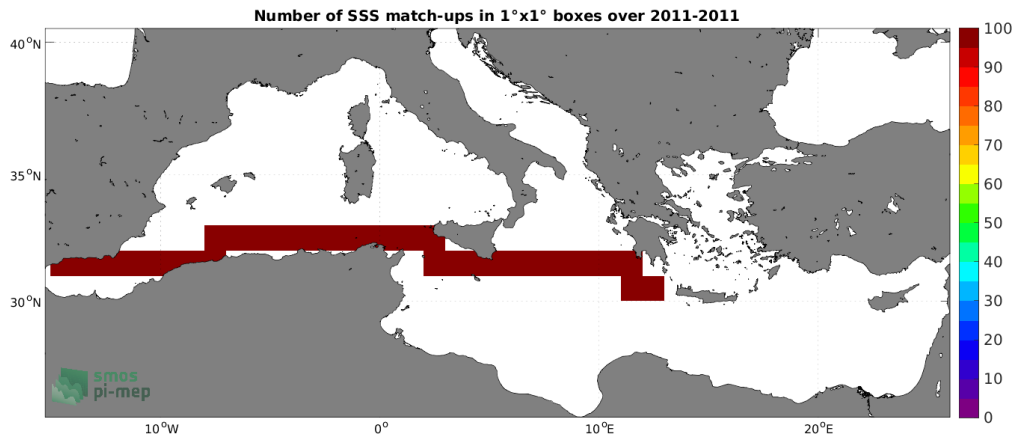 Number of SSS match-ups in 1°x1° boxes over 2011-2011
40°N
35°N
30°N
10°W
0°
10°E
20°E
100
90
80
70
60
50
40
30
20
10
0
smos
pi-mep